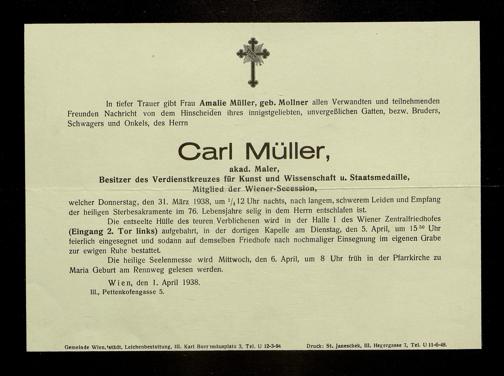 In tiefer Trauer gibt Frau Amalie Müller, geb. Mollner allen Verwandten und teilnehmenden
Freunden Nachricht von dem Hinscheiden ihres innigstgeliebten, unvergeßlichen Gatten, bezw. Bruders,
Schwagers und Onkels, des Herrn
Carl Müller,
akad. Maler,
Besitzer des Verdienstkreuzes für Kunst und Wissenschaft u. Staatsmedaille,
Mitglied der Wiener-Secession,
welcher Donnerstag, den 31. März 1938, um 1/4 12 Uhr nachts, nach langem, schwerem Leiden und Empfang
der heiligen Sterbesakramente im 76. Lebensjahre selig in dem Herrn entschlafen ist.
Die entseelte Hülle des teuren Verblichenen wird in der Halle I des Wiener Zentralfriedhofes
(Eingang 2. Tor links) aufgebahrt, in der dortigen Kapelle am Dienstag, den 5. April, um 15 30 Uhr
feierlich eingesegnet und sodann auf demselben Friedhofe nach nochmaliger Einsegnung im eigenen Grabe
zur ewigen Ruhe bestattet.
Die heilige Seelenmesse wird Mittwoch, den 6. April, um 8 Uhr früh in der Pfarrkirche zu
Maria Geburt am Rennweg gelesen werden.
Wien, den 1. April 1938.
III., Pettenkofengasse 5.
Gemeinde Wien, städt. Leichenbestattung, III. Karl Tel. U 12-3-94 Druck: St. Janeschek, III. Hegergasse 7, Tel. U 11-6-48.